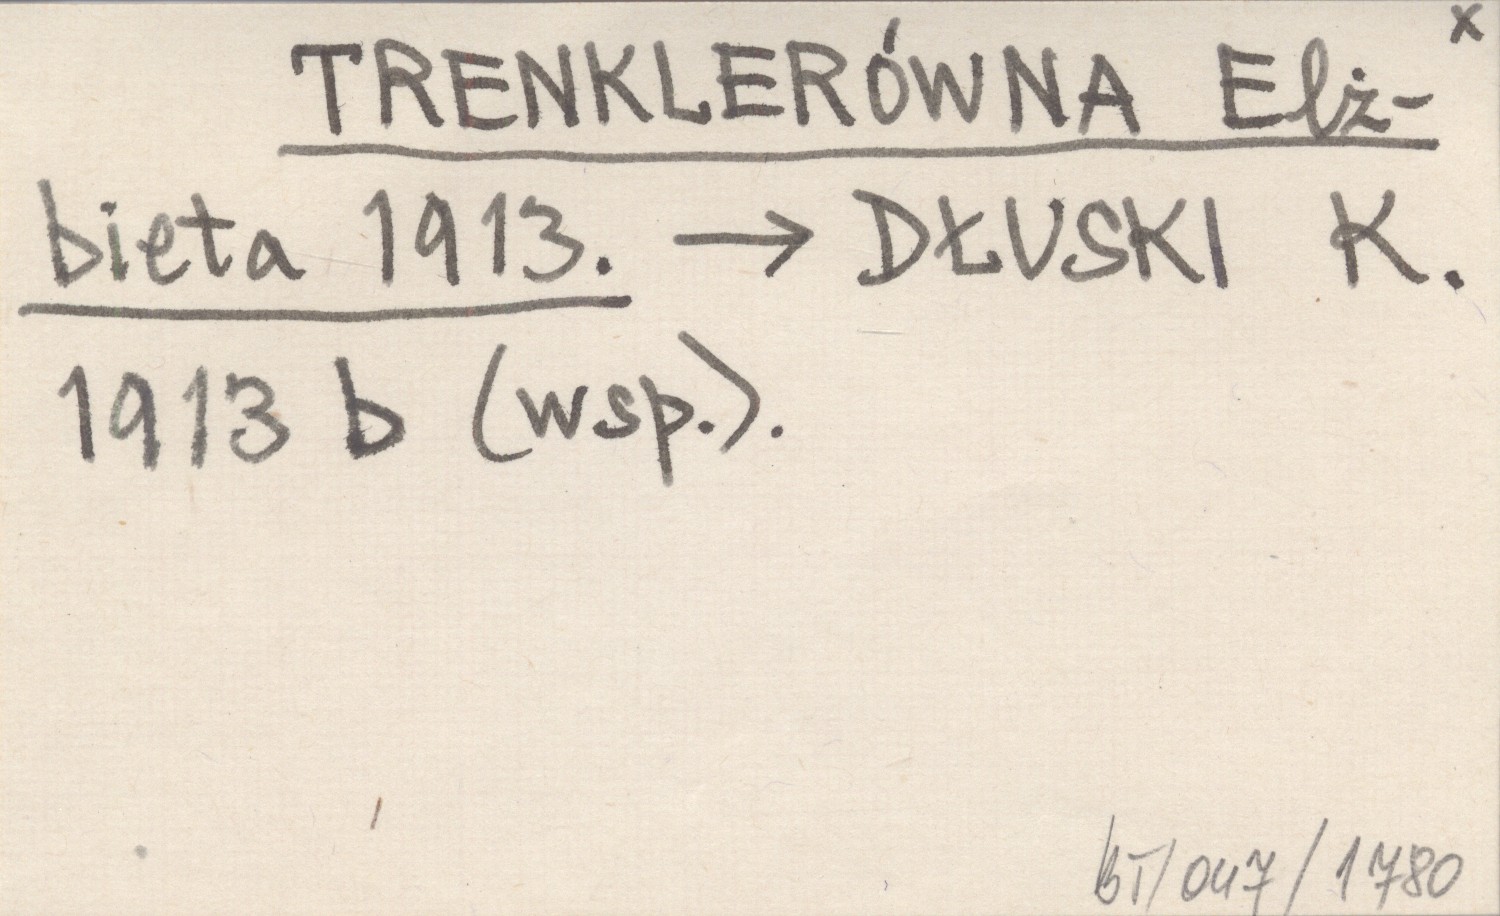 x
TRENKLERÓWNA Elż-
bieta 1913. → DŁUSKI K.
1913 b (wsp.).
BT/047/1780